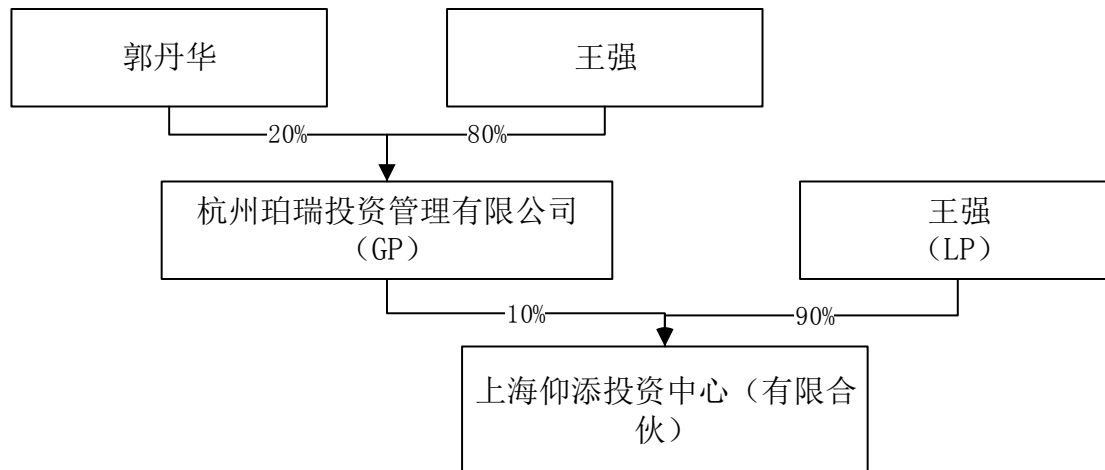 郭丹华
王强
20%
80%
杭州珀瑞投资管理有限公司
（GP）
王强
（LP）
10%
90%
上海仰添投资中心（有限合
伙）